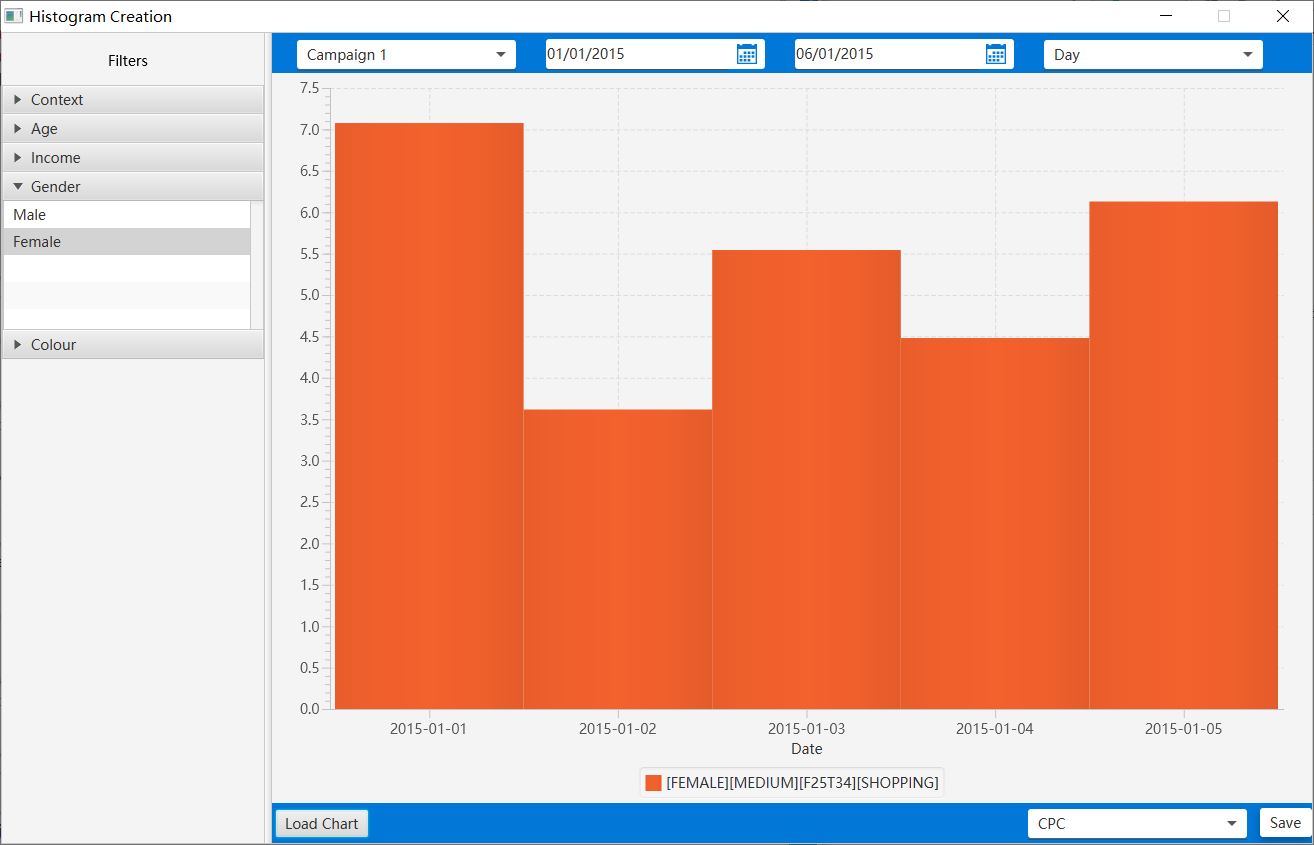 Histogram Creation
Filters
Campaign 1
01/01/2015
06/01/2015
Day
Context
Age
Income
Gender
Male
Female
Colour
7.5
7.0
6.5
6.0
5.5
5.0
4.5
4.0
3.5
3.0
2.5
2.0
1.5
1.0
0.5
0.0
2015-01-01 2015-01-02 2015-01-03 2015-01-04 2015-01-05
Date
[FEMALE][MEDIUM][F25T34][SHOPPING]
Load Chart
CPC
Save